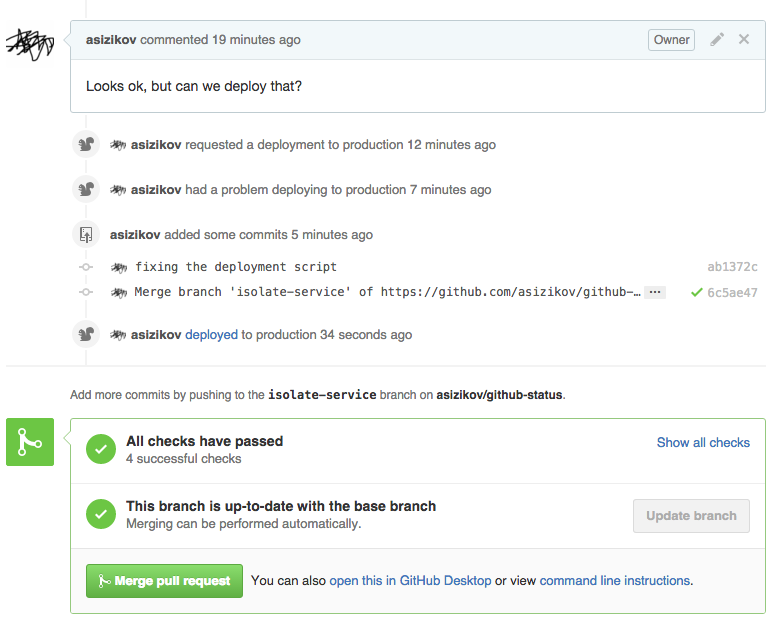 asizikov commented 19 minutes ago Owner
Looks ok, but can we deploy that?
asizikov requested a deployment to production 12 minutes ago
asizikov had a problem deploying to production 7 minutes ago
asizikov added some commits 5 minutes ago
fixing the deployment script ab1372c
Merge branch 'isolate-service' of https://github.com/asizikov/github-… ··· 6c5ae47
asizikov deployed to production 34 seconds ago
Add more commits by pushing to the isolate-service branch on asizikov/github-status.
All checks have passed Show all checks
4 successful checks
This branch is up-to-date with the base branch
Merging can be performed automatically. Update branch
Merge pull request You can also open this in GitHub Desktop or view command line instructions.